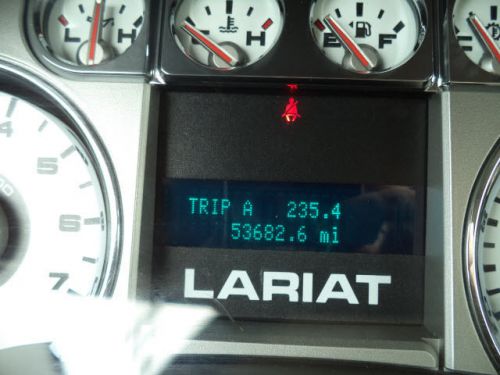 L H
C H
E F
4
5
6
7
TRIP A 235.4
53682.6 mi
LARIAT